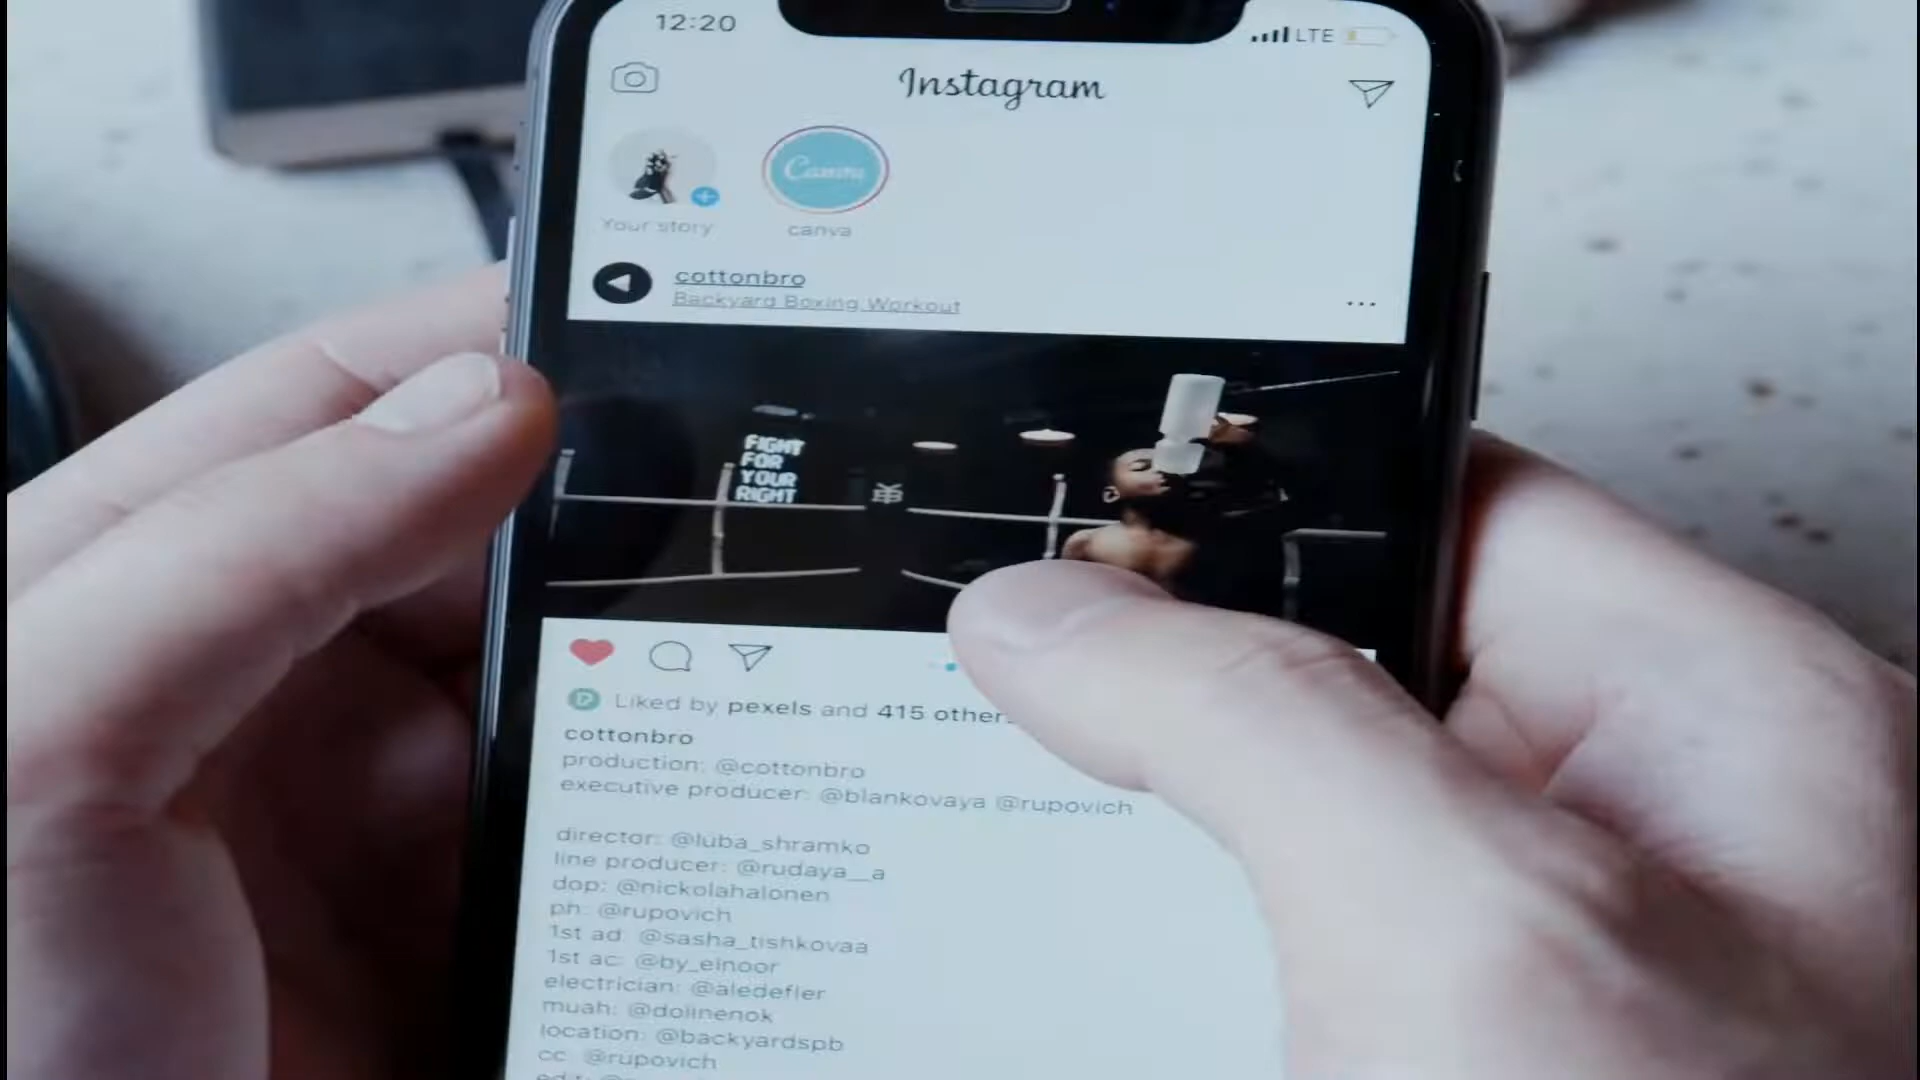 12:20
LTE
Instagram
Canva
Your story
canva
cottonbro
Backyard Boxing Workout
FIGHT
FOR
YOUR
RIGHT
Liked by pexels and 415 other
cottonbro
production: @cottonbro
executive producer: @blankovaya @rupovich
director: @luba_shramko
line producer: @rudaya__a
dop: @nickolahalonen
ph: @rupovich
1st ad: @sasha_tishkovaa
1st ac: @by_elnoor
electrician: @aledefler
muah: @dolinenok
location: @backyardspb
cc: @rupovich